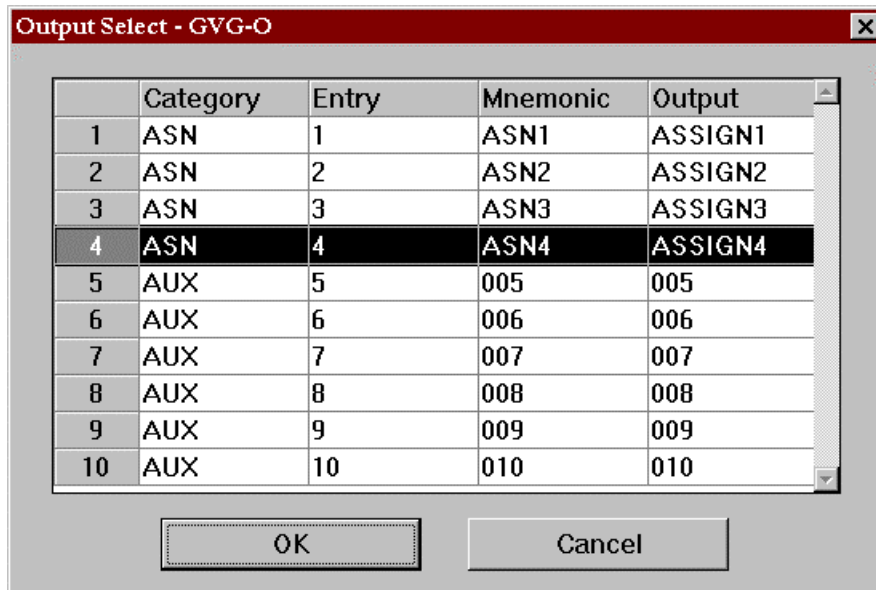 Output Select - GVG-O
Category Entry Mnemonic Output
1 ASN 1 ASN1 ASSIGN1
2 ASN 2 ASN2 ASSIGN2
3 ASN 3 ASN3 ASSIGN3
4 ASN 4 ASN4 ASSIGN4
5 AUX 5 005 005
6 AUX 6 006 006
7 AUX 7 007 007
8 AUX 8 008 008
9 AUX 9 009 009
10 AUX 10 010 010
OK Cancel